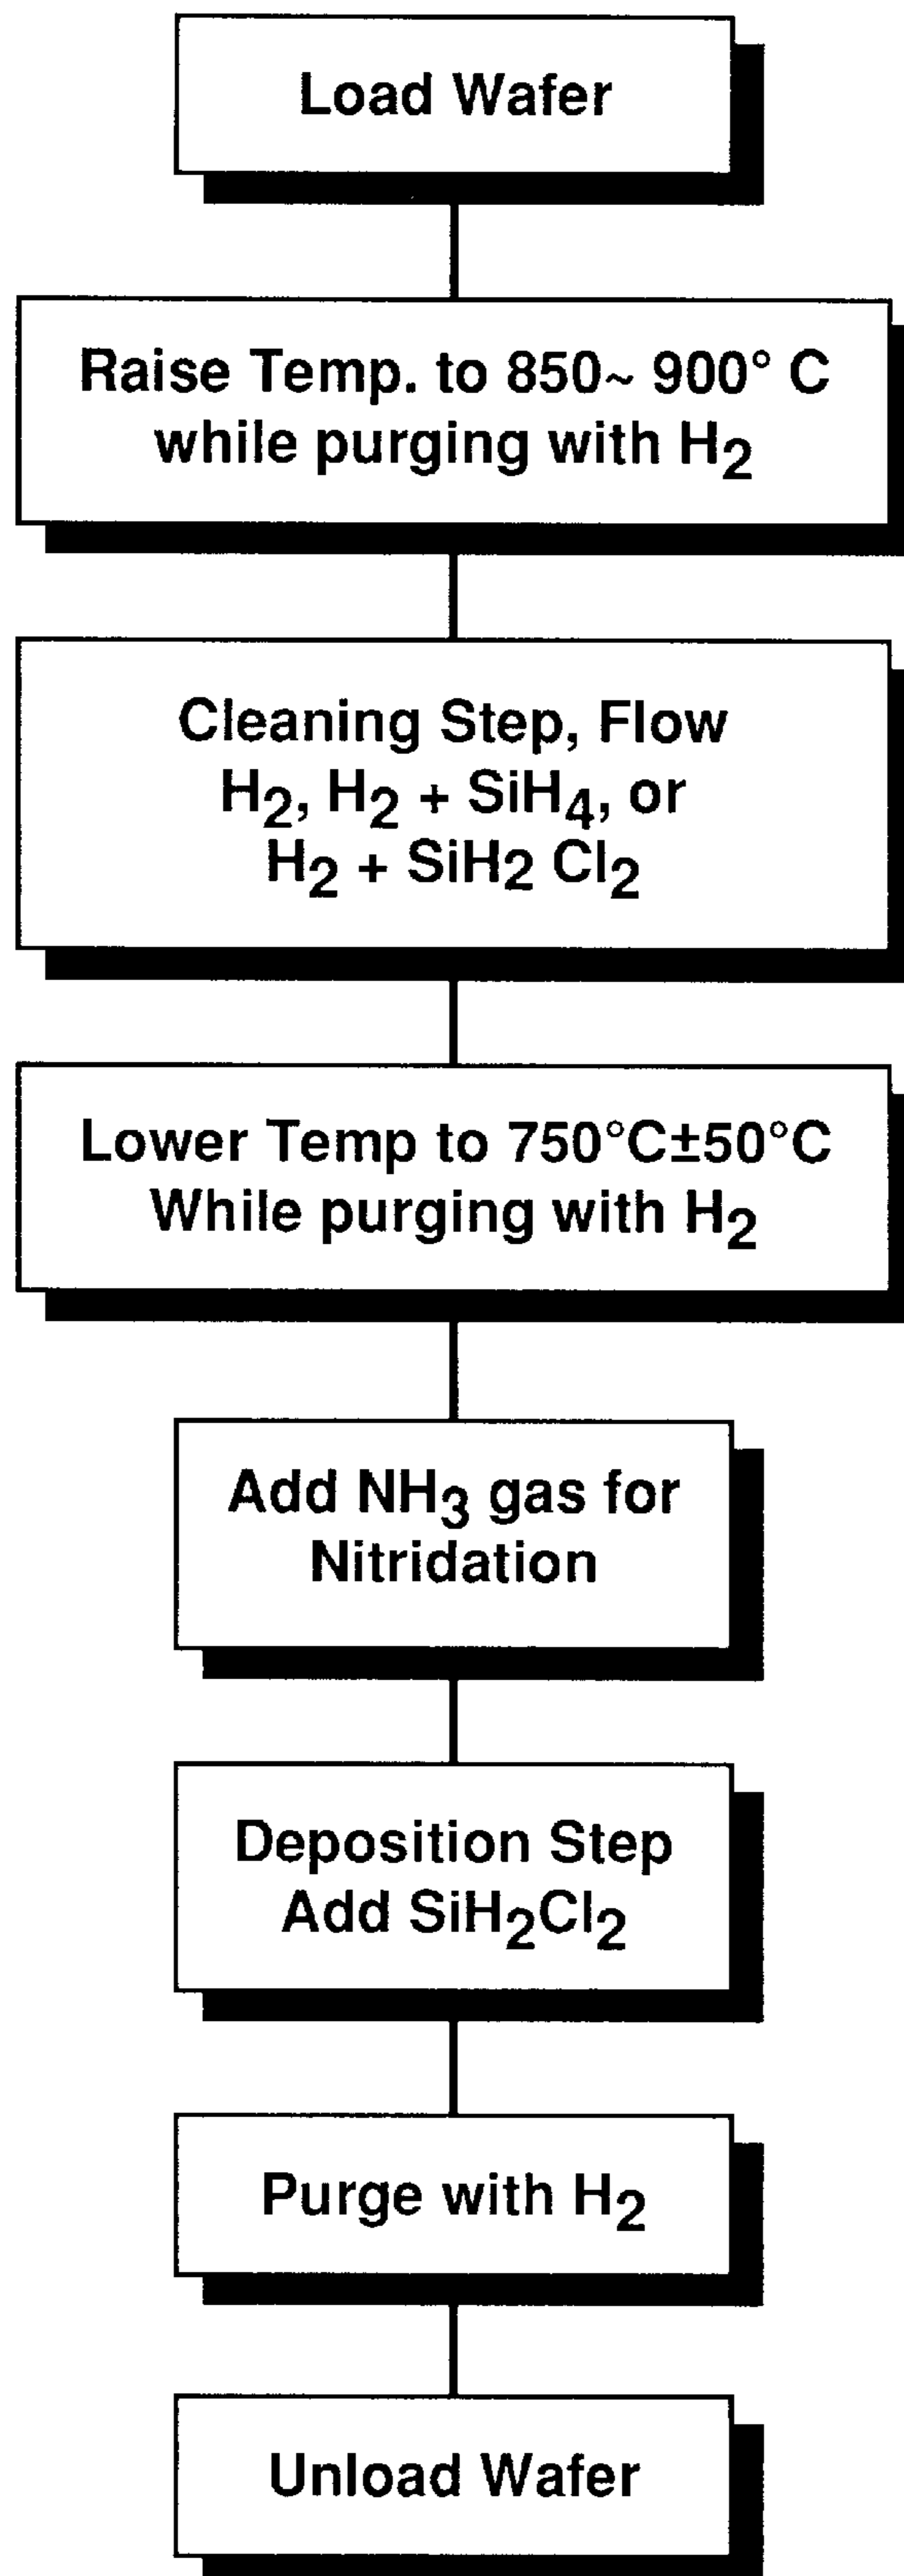 Load Wafer
Raise Temp. to 850~ 900° C
while purging with H₂
Cleaning Step, Flow
H₂, H₂ + SiH₄, or
H₂ + SiH2 Cl₂
Lower Temp to 750°C±50°C
While purging with H₂
Add NH₃ gas for
Nitridation
Deposition Step
Add SiH₂Cl₂
Purge with H₂
Unload Wafer